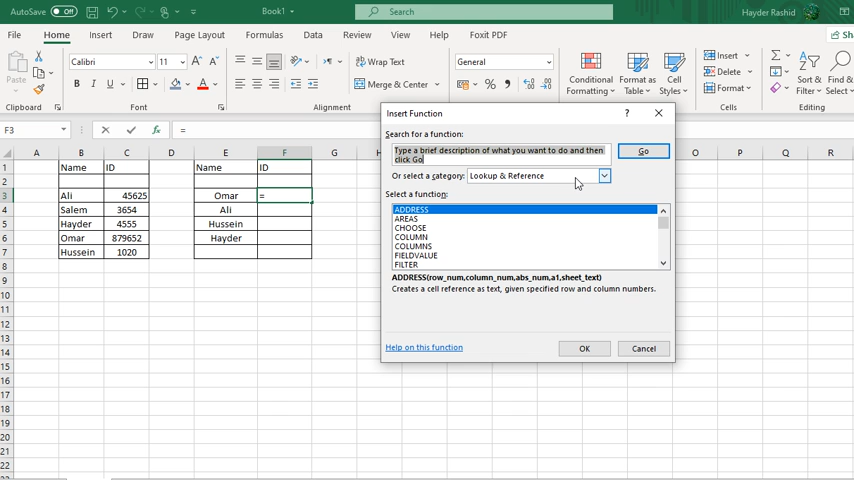 AutoSave Off Book1 Search Hayder Rashid
File Home Insert Draw Page Layout Formulas Data Review View Help Foxit PDF Sha
Paste
Calibri 11
B I U
Wrap Text
Merge & Center
General
$ % 9
Conditional Formatting
Format as Table
Cell Styles
Insert
Delete
Format
Sort & Filter
Find & Select
Clipboard Font Alignment Cells Editing
F3 fx =
A B C D E F G H O P Q R
1 Name ID Name ID
2
3 Ali 45625 Omar =
4 Salem 3654 Ali
5 Hayder 4555 Hussein
6 Omar 879652 Hayder
7 Hussein 1020
8
9
10
11
12
13
14
15
16
17
18
19
20
21
22
Insert Function ?
Search for a function:
Type a brief description of what you want to do and then
click Go
Go
Or select a category: Lookup & Reference
Select a function:
ADDRESS
AREAS
CHOOSE
COLUMN
COLUMNS
FIELDVALUE
FILTER
ADDRESS(row_num,column_num,abs_num,a1,sheet_text)
Creates a cell reference as text, given specified row and column numbers.
Help on this function
OK Cancel